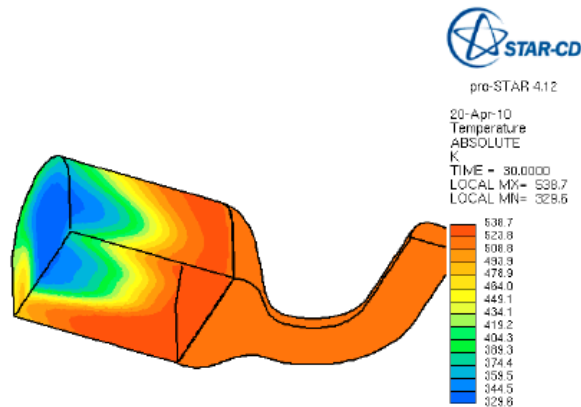 STAR-CD
pro-STAR 4.12
20-Apr-10
Temperature
ABSOLUTE
K
TIME = 30.0000
LOCAL MX= 538.7
LOCAL MN= 329.6
538.7
523.8
508.8
493.9
478.9
464.0
449.1
434.1
419.2
404.3
389.3
374.4
359.5
344.5
329.6